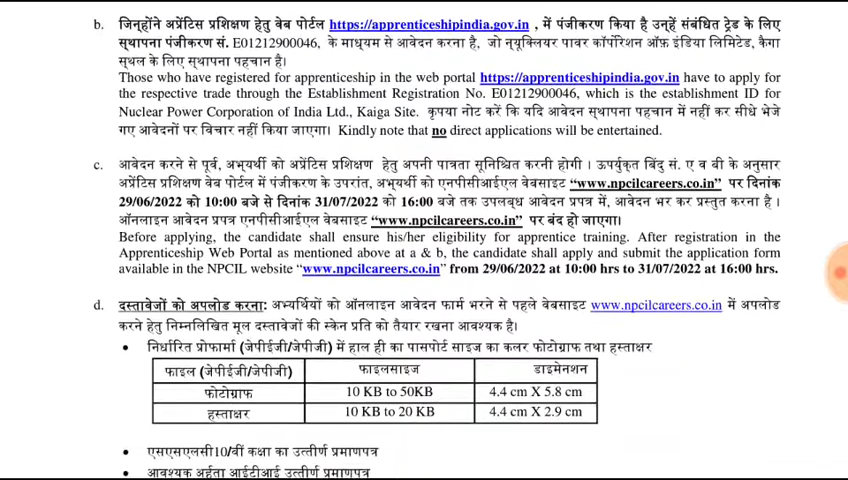 b. जिन्होंने अप्रेंटिस प्रशिक्षण हेतु वेब पोर्टल https://apprenticeshipindia.gov.in , में पंजीकरण किया है उन्हें संबंधित ट्रेड के लिए
स्थापना पंजीकरण सं. E01212900046, के माध्यम से आवेदन करना है, जो न्यूक्लियर पावर कॉर्पोरेशन ऑफ़ इंडिया लिमिटेड, कैगा
स्थल के लिए स्थापना पहचान है।
Those who have registered for apprenticeship in the web portal https://apprenticeshipindia.gov.in have to apply for
the respective trade through the Establishment Registration No. E01212900046, which is the establishment ID for
Nuclear Power Corporation of India Ltd., Kaiga Site. कृपया नोट करें कि यदि आवेदन स्थापना पहचान में नहीं कर सीधे भेजे
गए आवेदनों पर विचार नहीं किया जाएगा। Kindly note that no direct applications will be entertained.
c. आवेदन करने से पूर्व, अभ्यर्थी को अप्रेंटिस प्रशिक्षण हेतु अपनी पात्रता सुनिश्चित करनी होगी । ऊपर्युक्त बिंदु सं. ए व बी के अनुसार
अप्रेंटिस प्रशिक्षण वेब पोर्टल में पंजीकरण के उपरांत, अभ्यर्थी को एनपीसीआईएल वेबसाइट “www.npcilcareers.co.in” पर दिनांक
29/06/2022 को 10:00 बजे से दिनांक 31/07/2022 को 16:00 बजे तक उपलब्ध आवेदन प्रपत्र में, आवेदन भर कर प्रस्तुत करना है ।
ऑनलाइन आवेदन प्रपत्र एनपीसीआईएल वेबसाइट “www.npcilcareers.co.in” पर बंद हो जाएगा।
Before applying, the candidate shall ensure his/her eligibility for apprentice training. After registration in the
Apprenticeship Web Portal as mentioned above at a & b, the candidate shall apply and submit the application form
available in the NPCIL website “www.npcilcareers.co.in” from 29/06/2022 at 10:00 hrs to 31/07/2022 at 16:00 hrs.
d. दस्तावेजों को अपलोड करना: अभ्यर्थियों को ऑनलाइन आवेदन फार्म भरने से पहले वेबसाइट www.npcilcareers.co.in में अपलोड
करने हेतु निम्नलिखित मूल दस्तावेजों की स्केन प्रति को तैयार रखना आवश्यक है।
• निर्धारित प्रोफार्मा (जेपीईजी/जेपीजी) में हाल ही का पासपोर्ट साइज का कलर फोटोग्राफ तथा हस्ताक्षर
फाइल (जेपीईजी/जेपीजी) फाइलसाइज डाइमेनशन
फोटोग्राफ 10 KB to 50KB 4.4 cm X 5.8 cm
हस्ताक्षर 10 KB to 20 KB 4.4 cm X 2.9 cm
• एसएसएलसी10/वीं कक्षा का उत्तीर्ण प्रमाणपत्र
• आवश्यक अर्हता आईटीआई उत्तीर्ण प्रमाणपत्र